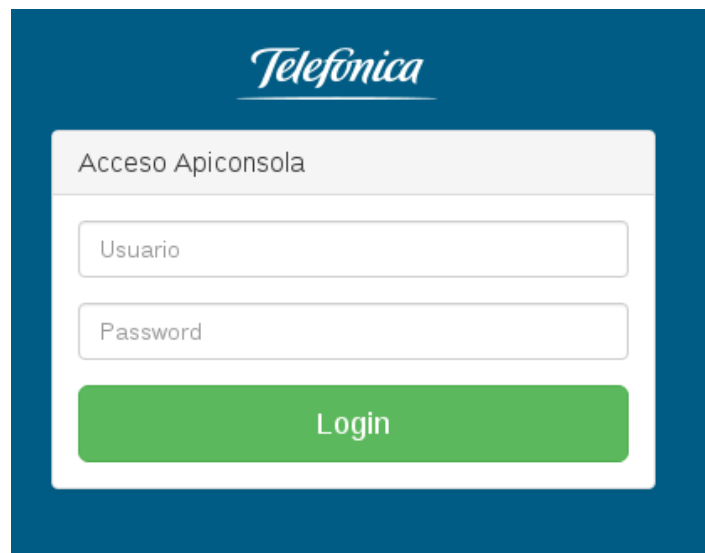 Telefónica
Acceso Apiconsola
Usuario
Password
Login